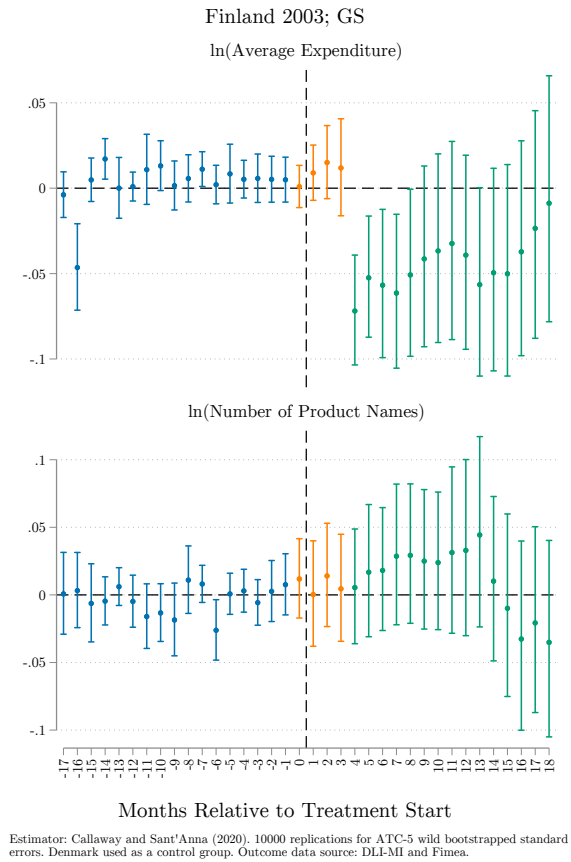 Finland 2003; GS
ln(Average Expenditure)
.05
0
-.05
-.1
ln(Number of Product Names)
.1
.05
0
-.05
-.1
-17 -16 -15 -14 -13 -12 -11 -10 -9 -8 -7 -6 -5 -4 -3 -2 -1 0 1 2 3 4 5 6 7 8 9 10 11 12 13 14 15 16 17 18
Months Relative to Treatment Start
Estimator: Callaway and Sant'Anna (2020). 10000 replications for ATC-5 wild bootstrapped standard
errors. Denmark used as a control group. Outcome data source: DLI-MI and Fimea.